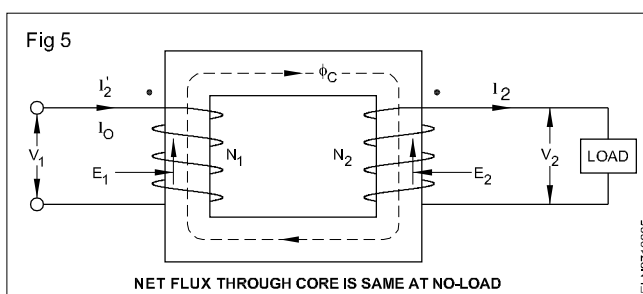 Fig 5
ϕC
I2'
I2
IO
V1
N1
N2
V2
LOAD
E1
E2
NET FLUX THROUGH CORE IS SAME AT NO-LOAD